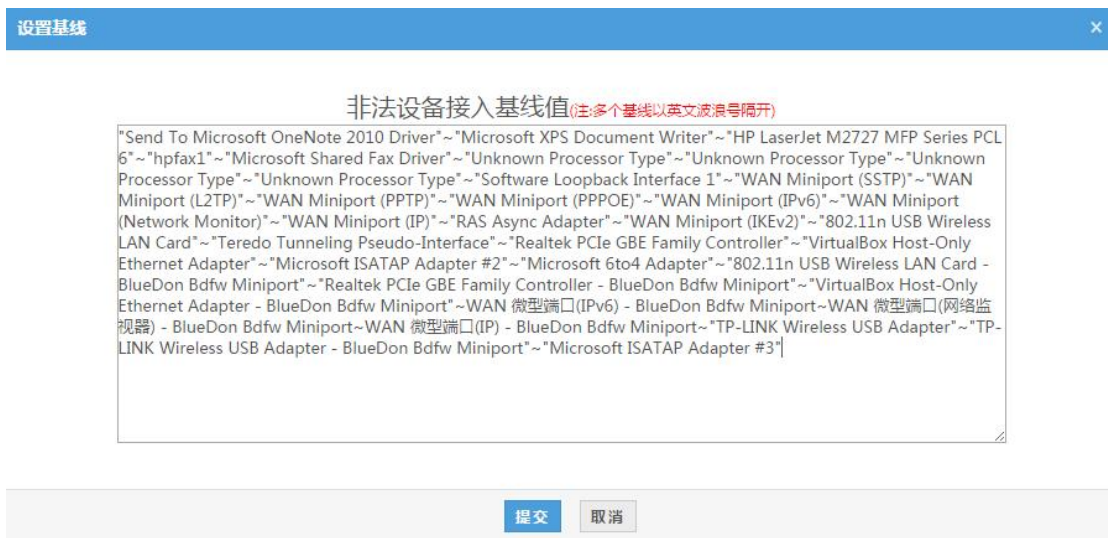 设置基线
×
非法设备接入基线值(注:多个基线以英文波浪号隔开)
"Send To Microsoft OneNote 2010 Driver"~"Microsoft XPS Document Writer"~"HP LaserJet M2727 MFP Series PCL
6"~"hpfax1"~"Microsoft Shared Fax Driver"~"Unknown Processor Type"~"Unknown Processor Type"~"Unknown
Processor Type"~"Unknown Processor Type"~"Software Loopback Interface 1"~"WAN Miniport (SSTP)"~"WAN
Miniport (L2TP)"~"WAN Miniport (PPTP)"~"WAN Miniport (PPPOE)"~"WAN Miniport (IPv6)"~"WAN Miniport
(Network Monitor)"~"WAN Miniport (IP)"~"RAS Async Adapter"~"WAN Miniport (IKEv2)"~"802.11n USB Wireless
LAN Card"~"Teredo Tunneling Pseudo-Interface"~"Realtek PCIe GBE Family Controller"~"VirtualBox Host-Only
Ethernet Adapter"~"Microsoft ISATAP Adapter #2"~"Microsoft 6to4 Adapter"~"802.11n USB Wireless LAN Card -
BlueDon Bdfw Miniport"~"Realtek PCIe GBE Family Controller - BlueDon Bdfw Miniport"~"VirtualBox Host-Only
Ethernet Adapter - BlueDon Bdfw Miniport"~WAN 微型端口(IPv6) - BlueDon Bdfw Miniport~WAN 微型端口(网络监
视器) - BlueDon Bdfw Miniport~WAN 微型端口(IP) - BlueDon Bdfw Miniport~"TP-LINK Wireless USB Adapter"~"TP-
LINK Wireless USB Adapter - BlueDon Bdfw Miniport"~"Microsoft ISATAP Adapter #3"
提交 取消